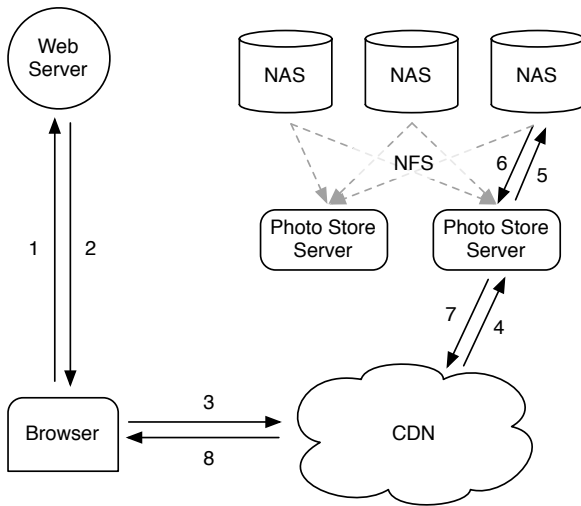 Web
Server
NAS
NAS
NAS
NFS
6
5
Photo Store
Server
Photo Store
Server
1
2
7
4
3
Browser
CDN
8